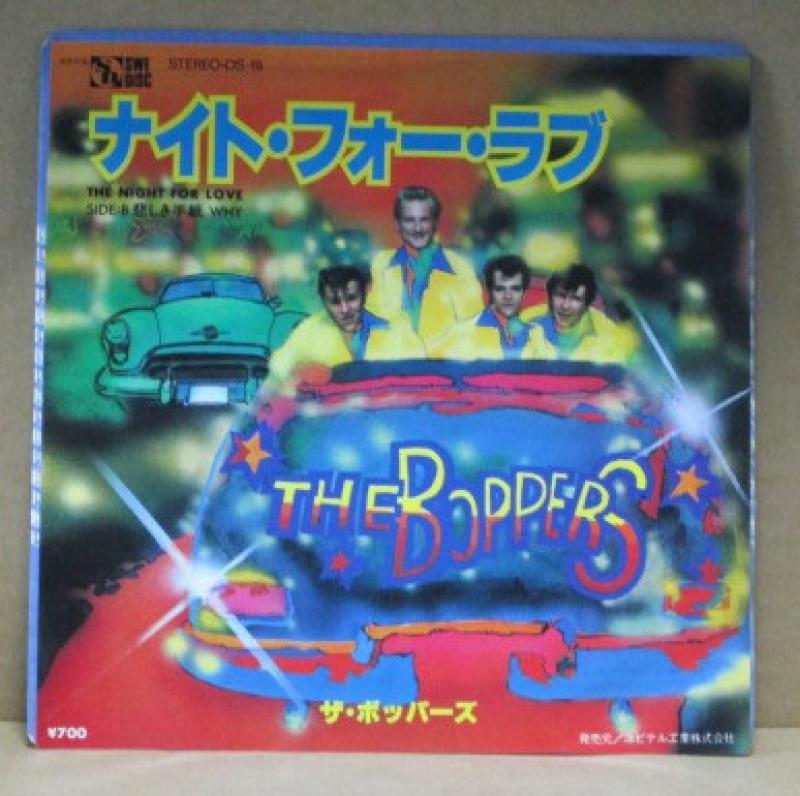 SWE DISC
STEREO-DS-19
ナイト・フォー・ラブ
THE NIGHT FOR LOVE
SIDE:B 悲しき手紙 WHY
THE BOPPERS
ザ・ボッパーズ
¥700
発売元/ユピテル工業株式会社